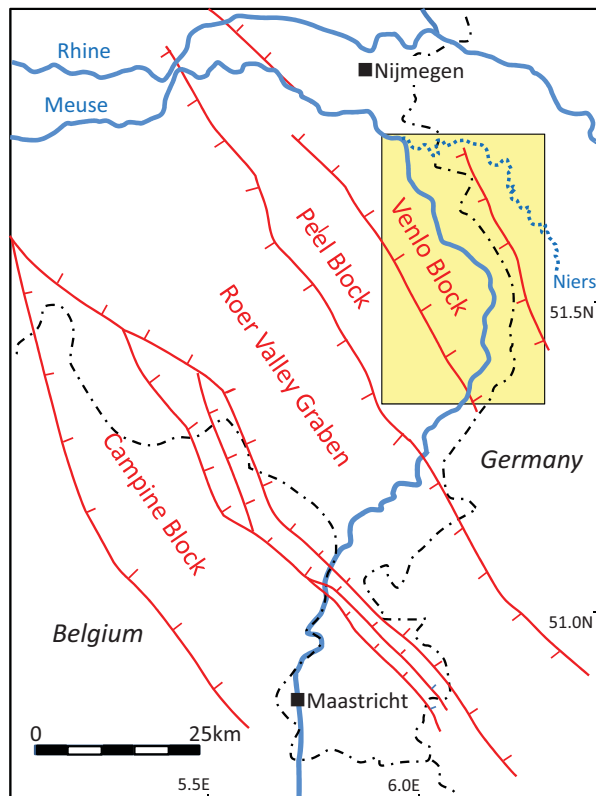 Rhine
Nijmegen
Meuse
Venlo Block
Peel Block
Niers
51.5N
Roer Valley Graben
Germany
Campine Block
51.0N
Belgium
Maastricht
0 25km
5.5E 6.0E